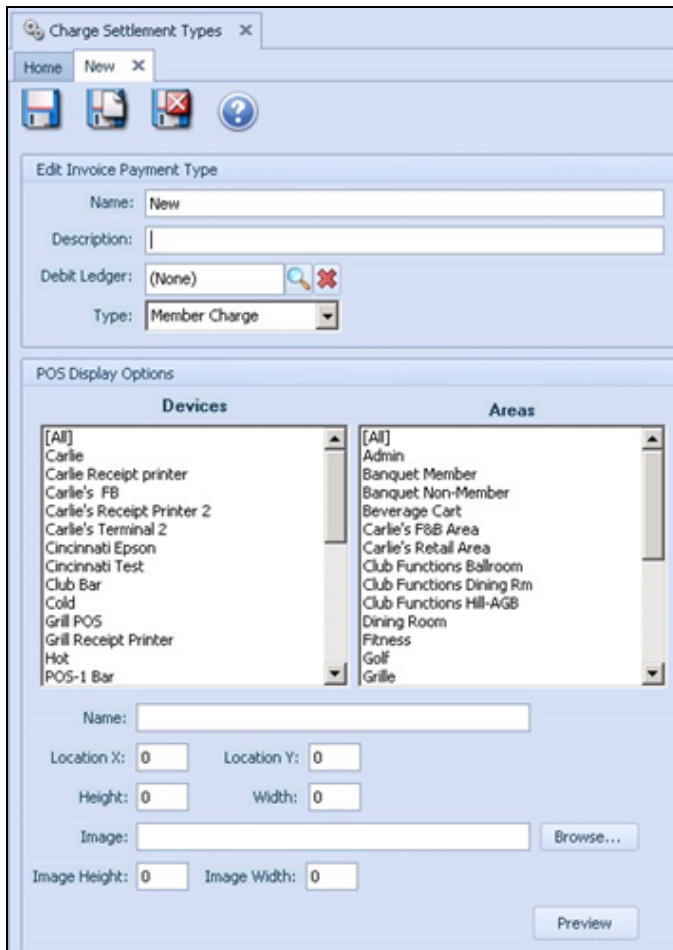 Charge Settlement Types
Home New
?
Edit Invoice Payment Type
Name: New
Description:
Debit Ledger: (None)
Type: Member Charge
POS Display Options
Devices
[All]
Carlie
Carlie Receipt printer
Carlie's FB
Carlie's Receipt Printer 2
Carlie's Terminal 2
Cincinnati Epson
Cincinnati Test
Club Bar
Cold
Grill POS
Grill Receipt Printer
Hot
POS-1 Bar
Areas
[All]
Admin
Banquet Member
Banquet Non-Member
Beverage Cart
Carlie's F&B Area
Carlie's Retail Area
Club Functions Ballroom
Club Functions Dining Rm
Club Functions Hill-AGB
Dining Room
Fitness
Golf
Grille
Name:
Location X: 0 Location Y: 0
Height: 0 Width: 0
Image: Browse...
Image Height: 0 Image Width: 0
Preview